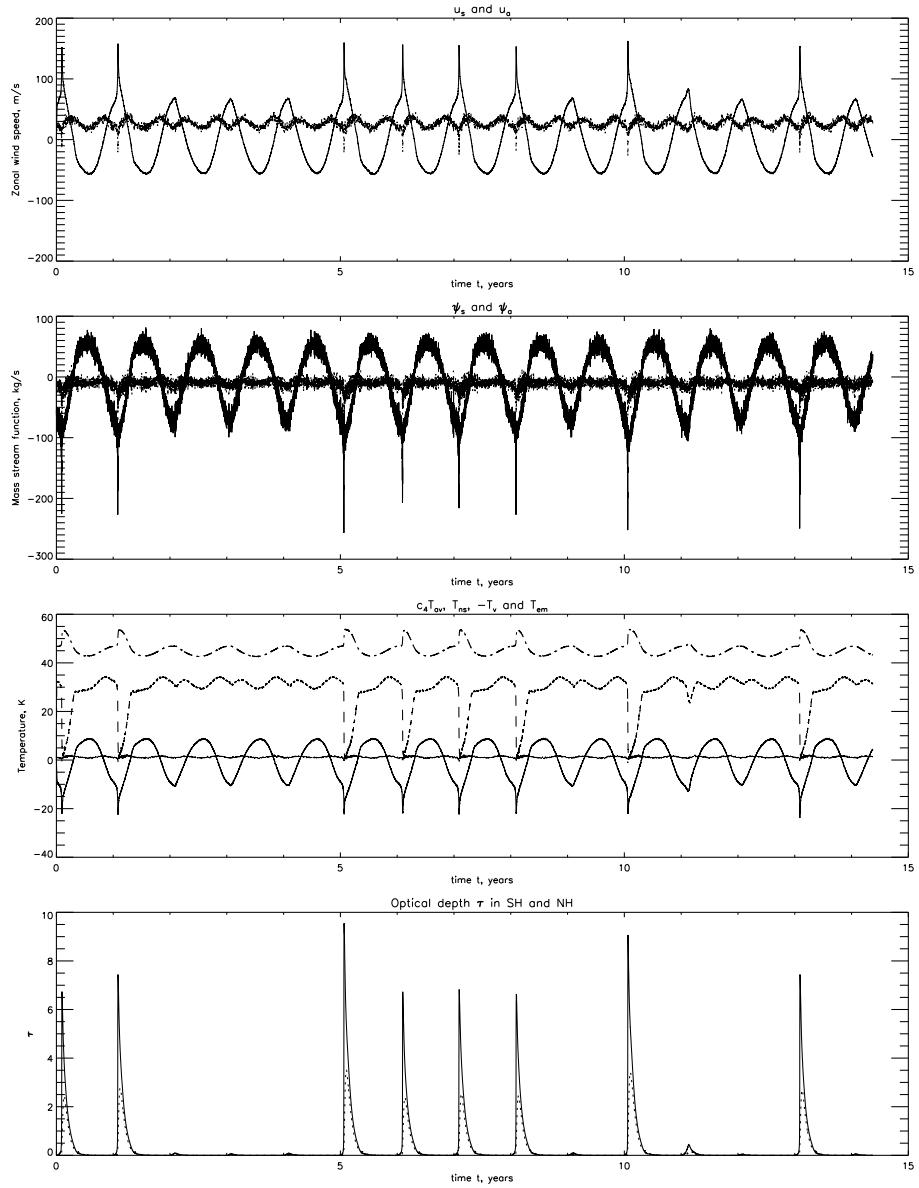 u_s and u_a
Zonal wind speed, m/s
200
100
0
−100
−200
0 5 10 15
time t, years
ψ_s and ψ_a
Mass stream function, kg/s
100
0
−100
−200
−300
0 5 10 15
time t, years
c_4T_av, T_ns, −T_v and T_em
Temperature, K
60
40
20
0
−20
−40
0 5 10 15
time t, years
Optical depth τ in SH and NH
τ
10
8
6
4
2
0
0 5 10 15
time t, years